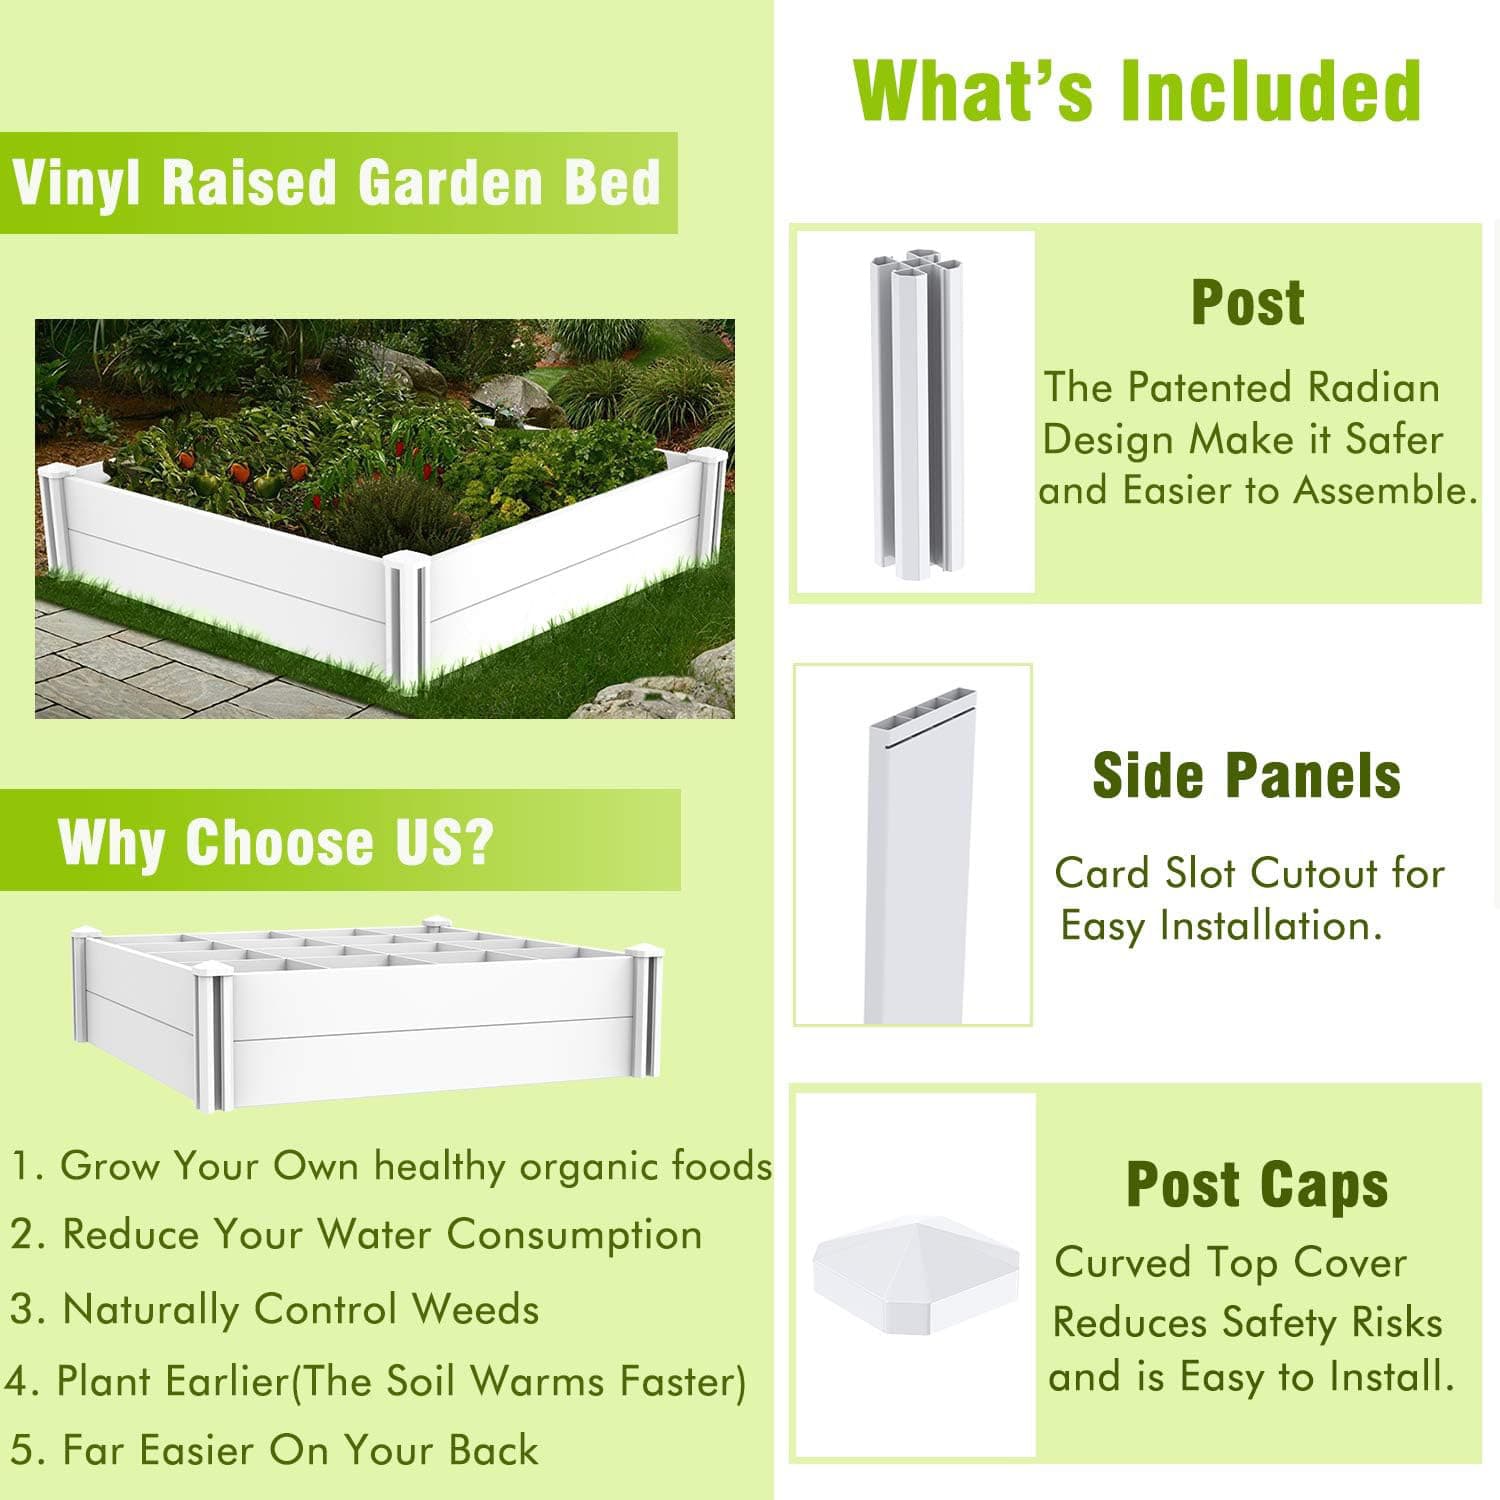 Vinyl Raised Garden Bed
Why Choose US?
1. Grow Your Own healthy organic foods
2. Reduce Your Water Consumption
3. Naturally Control Weeds
4. Plant Earlier(The Soil Warms Faster)
5. Far Easier On Your Back
What's Included
Post
The Patented Radian
Design Make it Safer
and Easier to Assemble.
Side Panels
Card Slot Cutout for
Easy Installation.
Post Caps
Curved Top Cover
Reduces Safety Risks
and is Easy to Install.